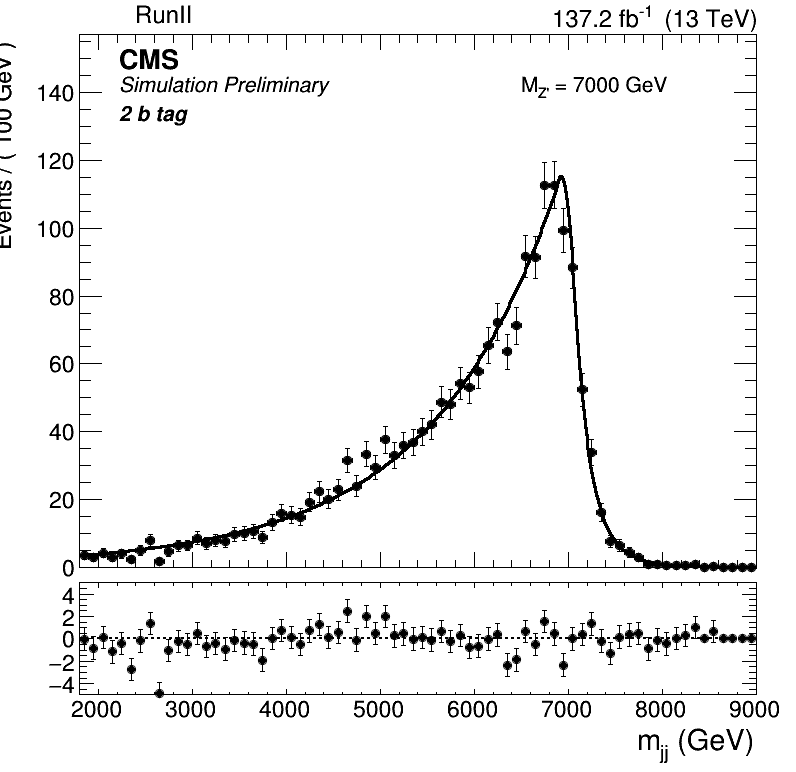 RunII 137.2 fb-1 (13 TeV)
CMS
Simulation Preliminary
MZ' = 7000 GeV
2 b tag
Events / ( 100 GeV )
140
120
100
80
60
40
20
0
4
2
0
−2
−4
2000 3000 4000 5000 6000 7000 8000 9000
mjj (GeV)